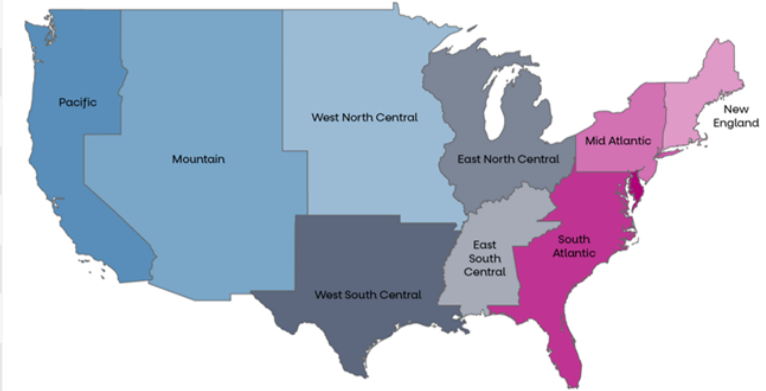 Pacific
Mountain
West North Central
East North Central
Mid Atlantic
New
England
East
South
Central
South
Atlantic
West South Central